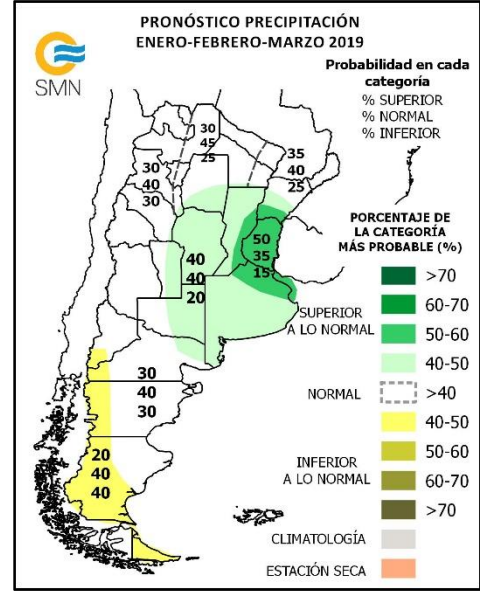 PRONÓSTICO PRECIPITACIÓN
ENERO-FEBRERO-MARZO 2019
SMN
Probabilidad en cada
categoría
% SUPERIOR
% NORMAL
% INFERIOR
30
45
25
35
40
25
30
40
30
50
35
15
40
40
20
30
40
30
20
40
40
PORCENTAJE DE
LA CATEGORÍA
MÁS PROBABLE (%)
>70
60-70
50-60
SUPERIOR
A LO NORMAL
40-50
NORMAL
>40
40-50
50-60
INFERIOR
A LO NORMAL
60-70
>70
CLIMATOLOGÍA
ESTACIÓN SECA